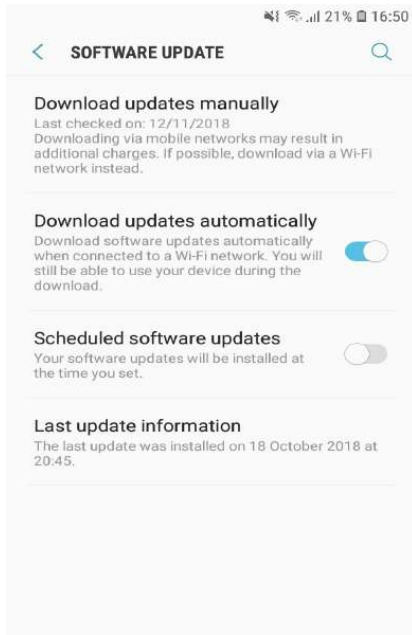 21% 16:50
SOFTWARE UPDATE
Download updates manually
Last checked on: 12/11/2018
Downloading via mobile networks may result in
additional charges. If possible, download via a Wi-Fi
network instead.
Download updates automatically
Download software updates automatically
when connected to a Wi-Fi network. You will
still be able to use your device during the
download.
Scheduled software updates
Your software updates will be installed at
the time you set.
Last update information
The last update was installed on 18 October 2018 at
20:45.